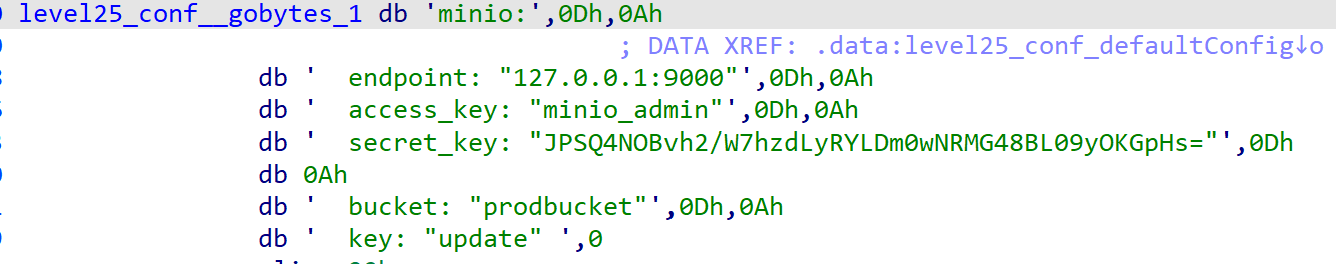 level25_conf__gobytes_1 db 'minio:',0Dh,0Ah
; DATA XREF: .data:level25_conf_defaultConfig↓o
db '  endpoint: "127.0.0.1:9000"',0Dh,0Ah
db '  access_key: "minio_admin"',0Dh,0Ah
db '  secret_key: "JPSQ4NOBvh2/W7hzdLyRYLDm0wNRMG48BL09yOKGpHs="',0Dh
db 0Ah
db '  bucket: "prodbucket"',0Dh,0Ah
db '  key: "update" ',0